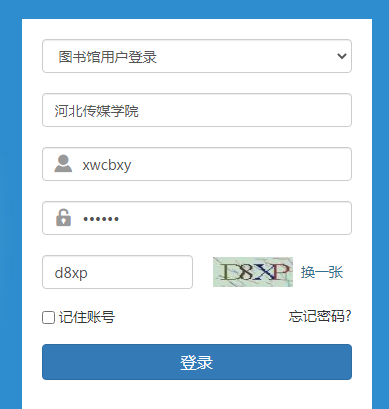 图书馆用户登录
河北传媒学院
xwcbxy
••••••
d8xp
D8XP 换一张
记住账号 忘记密码?
登录